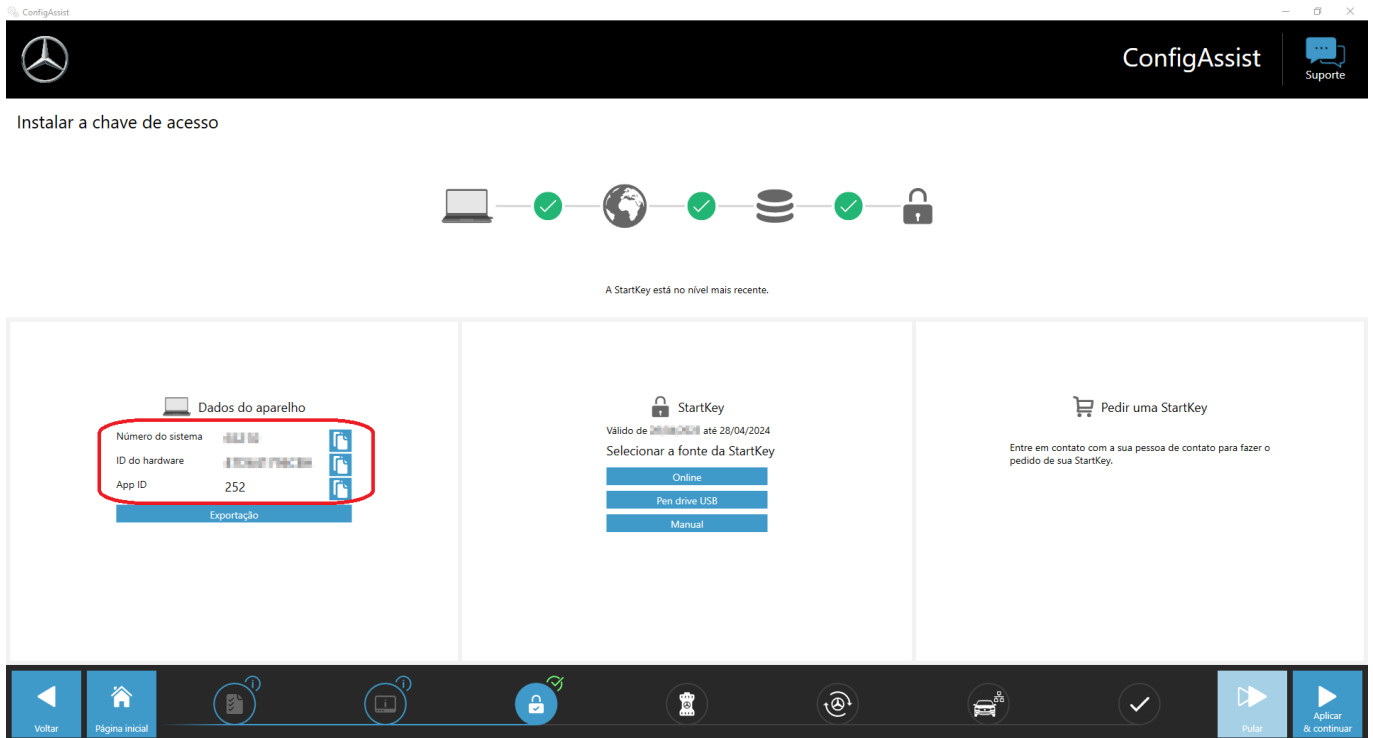 ConfigAssist
ConfigAssist
Suporte
Instalar a chave de acesso
A StartKey está no nível mais recente.
Dados do aparelho
Número do sistema
ID do hardware
App ID 252
Exportação
StartKey
Válido de até 28/04/2024
Selecionar a fonte da StartKey
Online
Pen drive USB
Manual
Pedir uma StartKey
Entre em contato com a sua pessoa de contato para fazer o
pedido de sua StartKey.
Voltar
Página inicial
Pular
Aplicar
& continuar